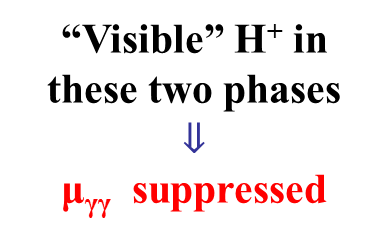 “Visible” H⁺ in
these two phases
⇓
μγγ suppressed